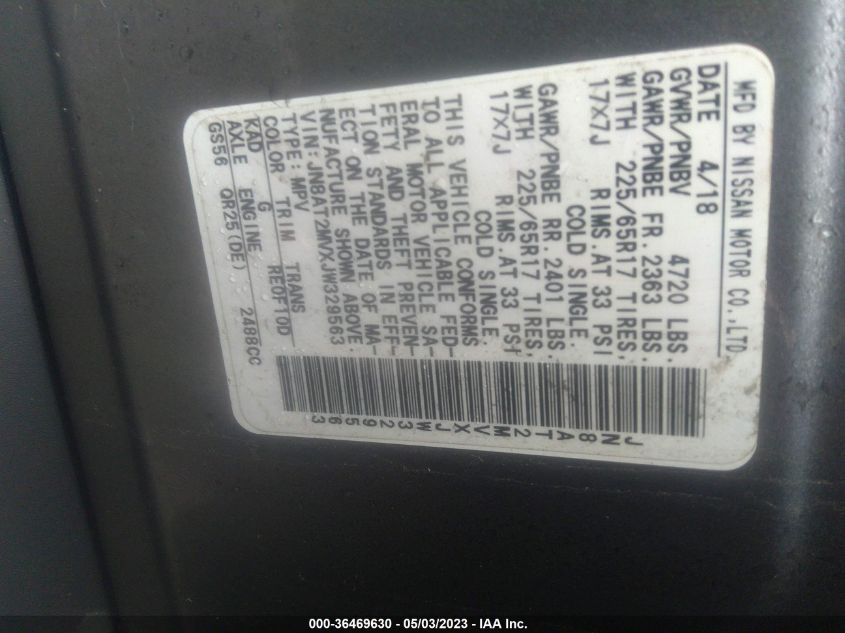 MFD BY NISSAN MOTOR CO.,LTD.
DATE 4/18
GVWR/PNBV 4720 LBS.
GAWR/PNBE FR. 2363 LBS.
WITH 225/65R17 TIRES,
17X7J RIMS.AT 33 PSI
COLD SINGLE.
GAWR/PNBE RR. 2401 LBS.
WITH 225/65R17 TIRES,
17X7J RIMS.AT 33 PSI
COLD SINGLE.
THIS VEHICLE CONFORMS
TO ALL APPLICABLE FED-
ERAL MOTOR VEHICLE SA-
FETY AND THEFT PREVEN-
TION STANDARDS IN EFF-
ECT ON THE DATE OF MA-
NUFACTURE SHOWN ABOVE.
VIN:JN8AT2MVXJW329563
TYPE:MPV
COLOR TRIM TRANS
KAD G RE0F10D
AXLE ENGINE
GS56 QR25(DE) 2488CC
JN8AT2MVXJW329563
000-36469630 - 05/03/2023 - IAA Inc.